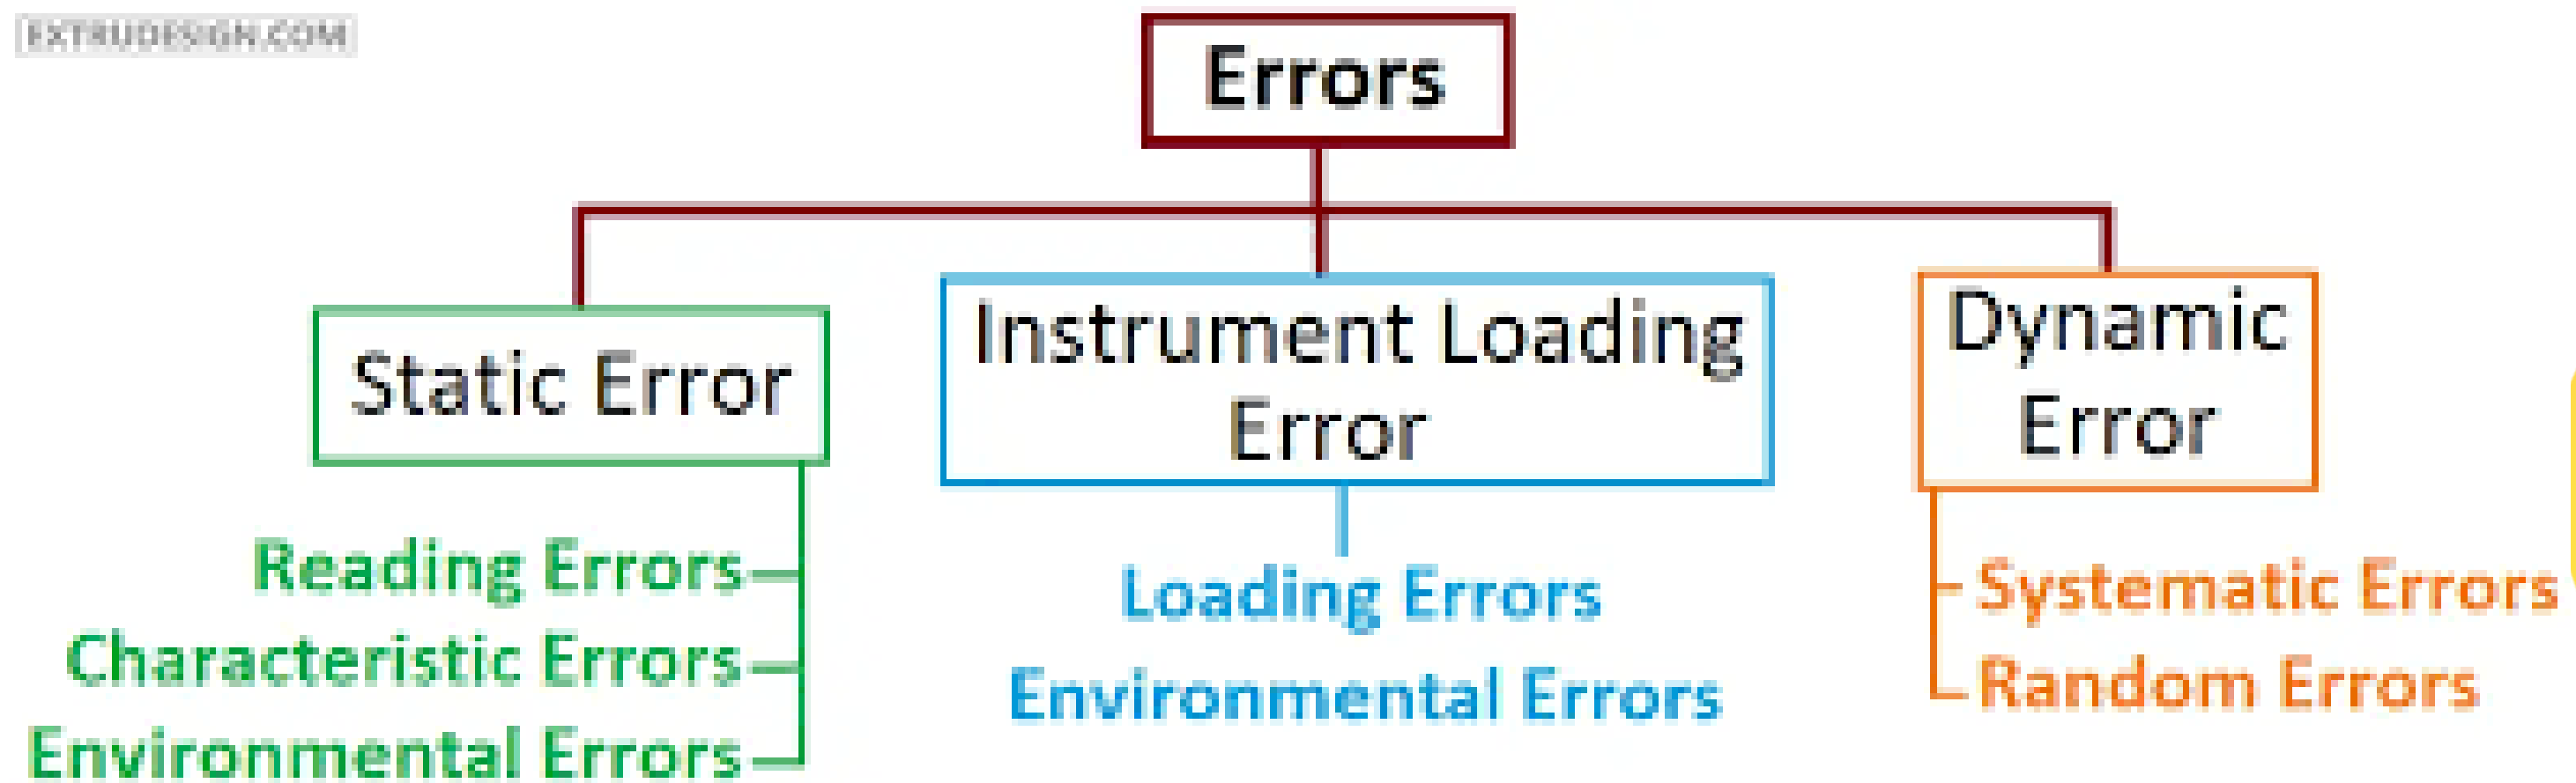 EXTRUDESIGN.COM
Errors
Static Error
Instrument Loading
Error
Dynamic
Error
Reading Errors
Characteristic Errors
Environmental Errors
Loading Errors
Environmental Errors
Systematic Errors
Random Errors